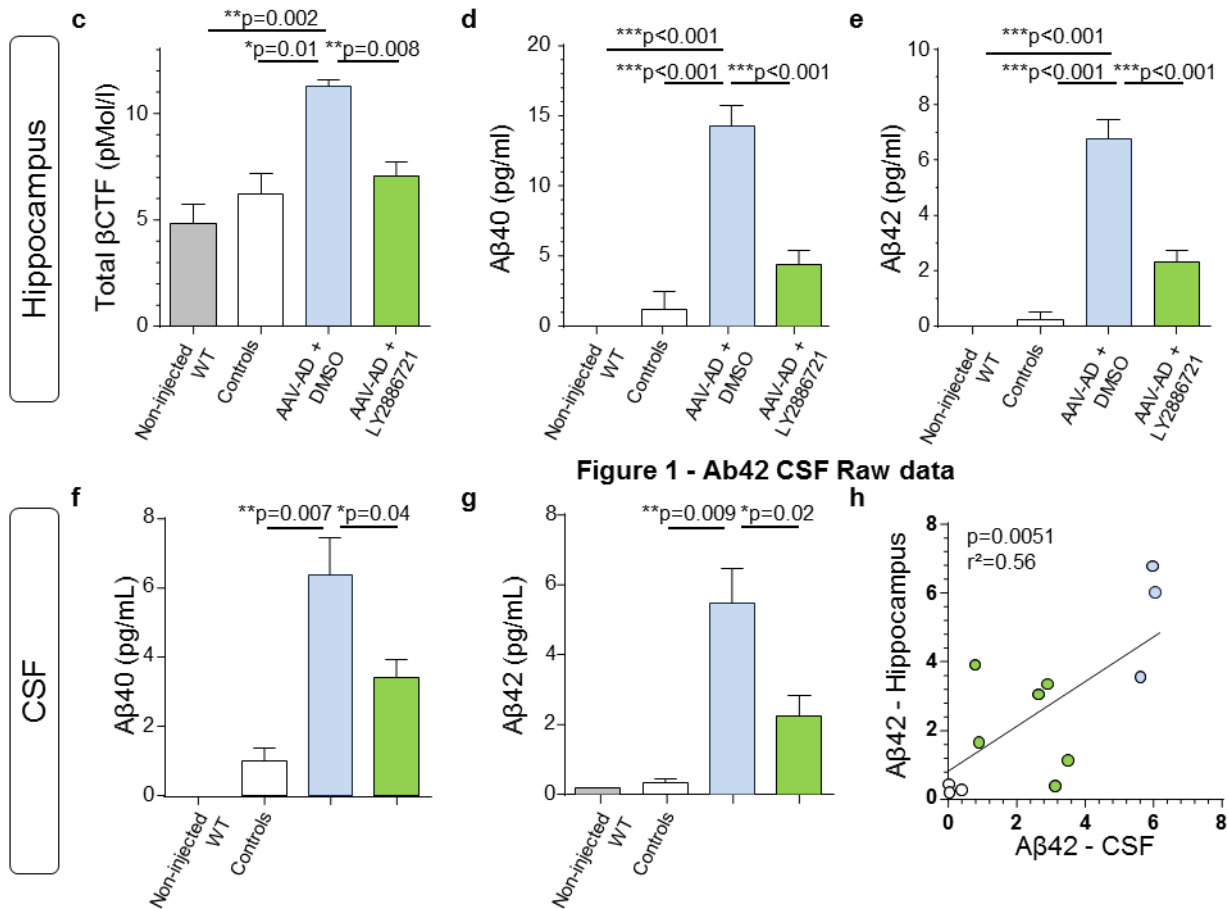 Hippocampus
c
**p=0.002
*p=0.01 **p=0.008
Total βCTF (pMol/l)
10
5
0
Non-injected
WT
Controls
AAV-AD +
DMSO
AAV-AD +
LY2886721
d
***p<0.001
***p<0.001 ***p<0.001
Aβ40 (pg/ml)
20
15
10
5
0
Non-injected
WT
Controls
AAV-AD +
DMSO
AAV-AD +
LY2886721
e
***p<0.001
***p<0.001 ***p<0.001
Aβ42 (pg/ml)
10
8
6
4
2
0
Non-injected
WT
Controls
AAV-AD +
DMSO
AAV-AD +
LY2886721
Figure 1 - Ab42 CSF Raw data
CSF
f
**p=0.007 *p=0.04
Aβ40 (pg/mL)
8
6
4
2
0
Non-injected
WT
Controls
g
**p=0.009 *p=0.02
Aβ42 (pg/mL)
8
6
4
2
0
Non-injected
WT
Controls
h
p=0.0051
r²=0.56
Aβ42 - Hippocampus
8
6
4
2
0
0 2 4 6 8
Aβ42 - CSF